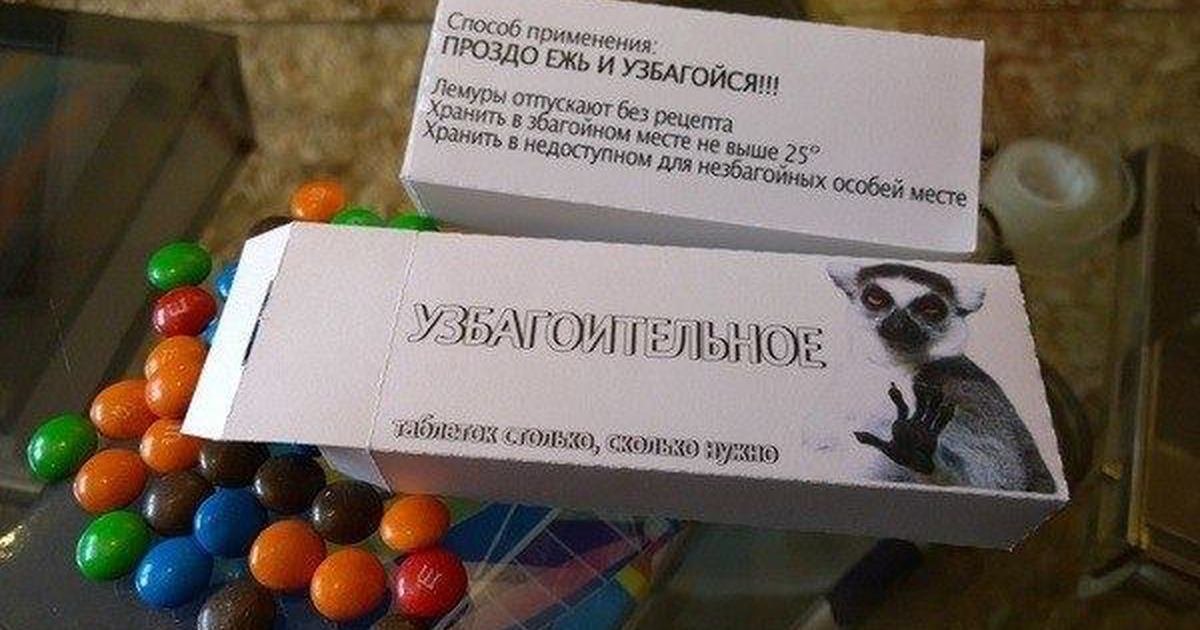 Способ применения:
ПРОЗДО ЕЖЬ И УЗБАГОЙСЯ!!!
Лемуры отпускают без рецепта
Хранить в збагойном месте не выше 25°
Хранить в недоступном для незбагойных особей месте
УЗБАГОИТЕЛЬНОЕ
таблеток столько, сколько нужно